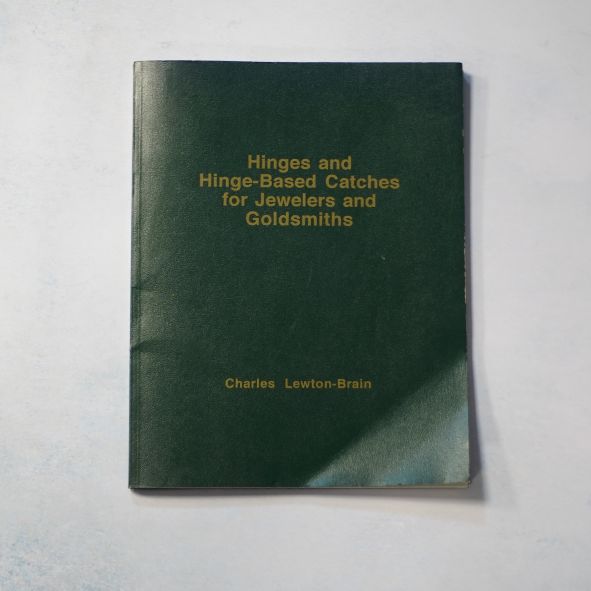 Hinges and
Hinge-Based Catches
for Jewelers and
Goldsmiths
Charles Lewton-Brain